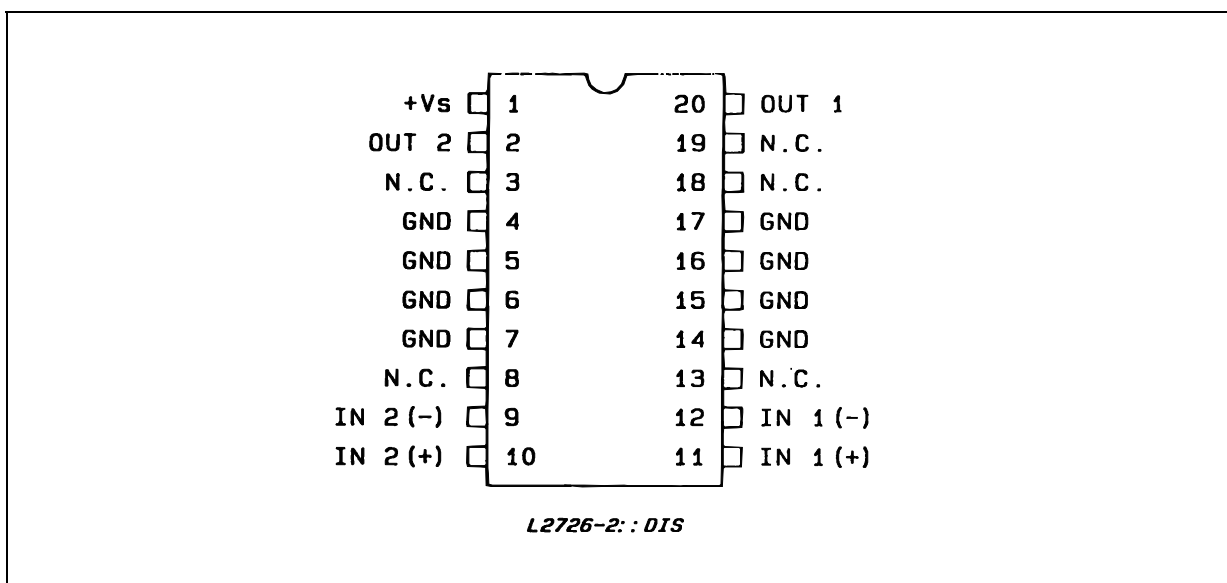 +Vs 1 20 OUT 1
OUT 2 2 19 N.C.
N.C. 3 18 N.C.
GND 4 17 GND
GND 5 16 GND
GND 6 15 GND
GND 7 14 GND
N.C. 8 13 N.C.
IN 2(-) 9 12 IN 1(-)
IN 2(+) 10 11 IN 1(+)
L2726-2::DIS